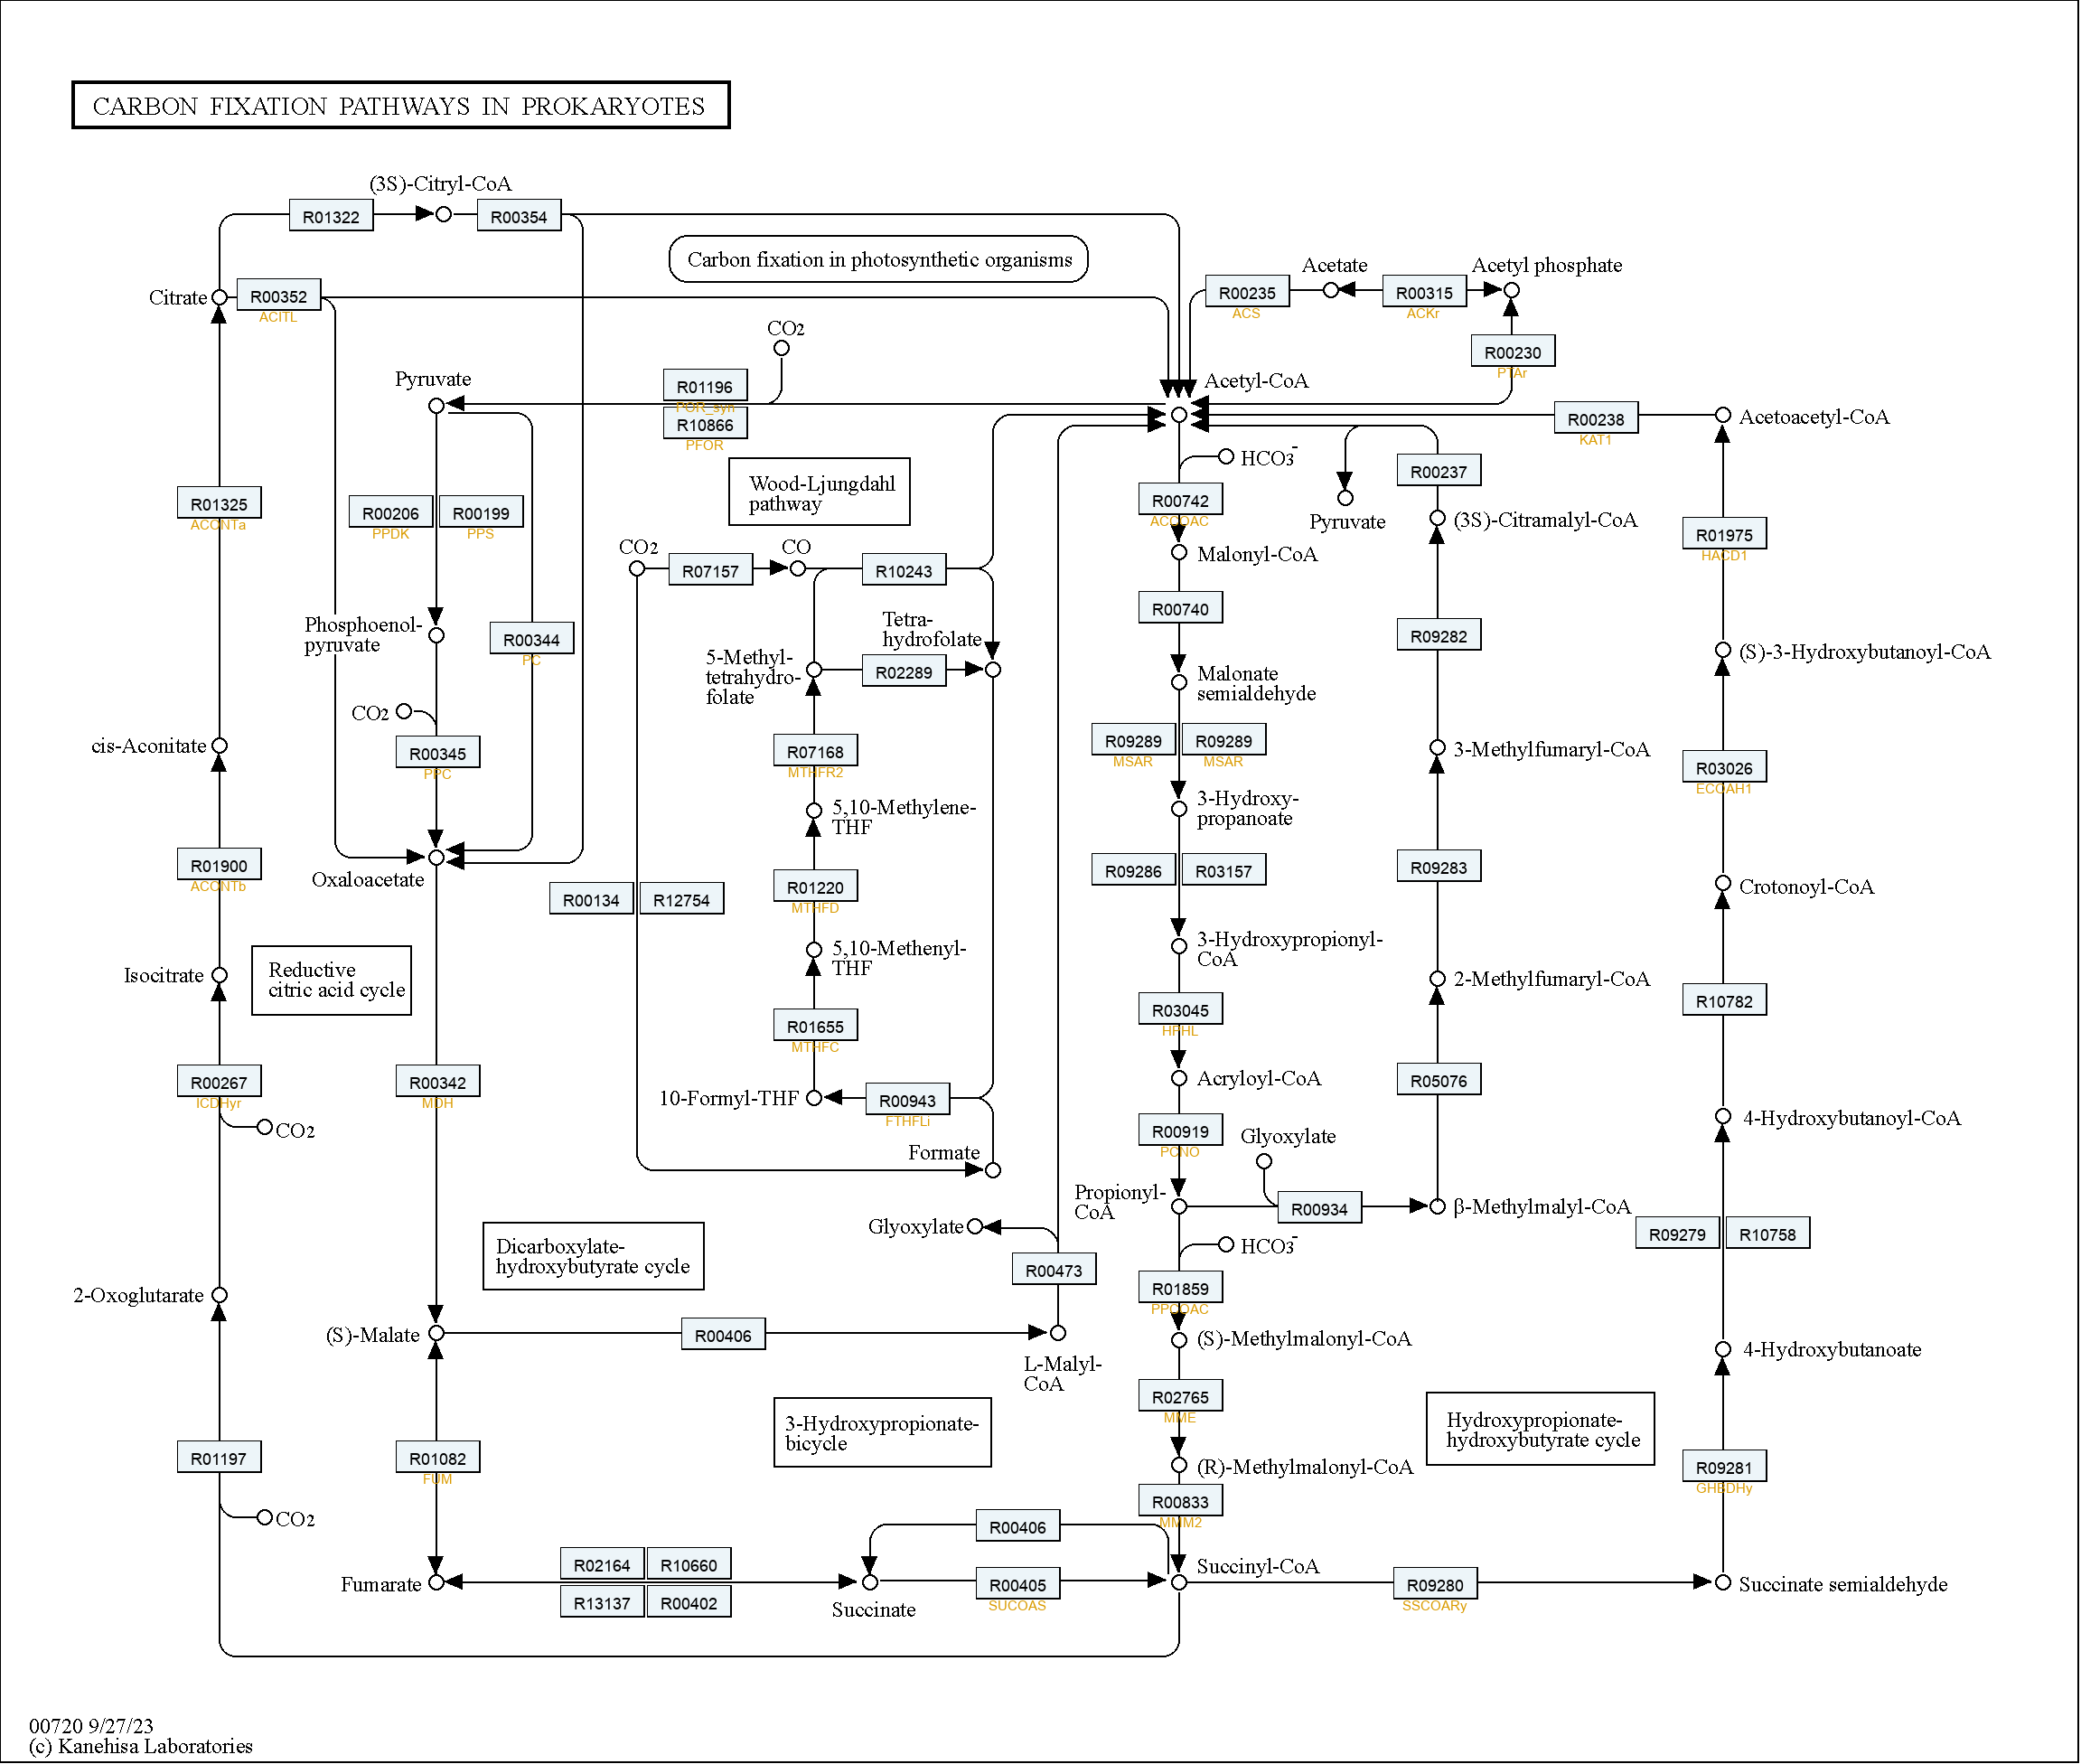 CARBON FIXATION PATHWAYS IN PROKARYOTES
(3S)-Citryl-CoA
R01322
R00354
Carbon fixation in photosynthetic organisms
Citrate
R00352
ACITL
R00235
ACS
Acetate
R00315
ACKr
Acetyl phosphate
R00230
PTAr
CO2
Pyruvate
R01196
POR_syn
R10866
PFOR
Acetyl-CoA
R00238
KAT1
Acetoacetyl-CoA
HCO3-
R01325
ACONTa
R00206
PPDK
R00199
PPS
Wood-Ljungdahl
pathway
R00742
ACCOAC
Pyruvate
R00237
(3S)-Citramalyl-CoA
R01975
HACD1
CO2
R07157
CO
R10243
Malonyl-CoA
R00740
R09282
Phosphoenol-
pyruvate
R00344
PC
Tetra-
hydrofolate
5-Methyl-
tetrahydro-
folate
R02289
Malonate
semialdehyde
(S)-3-Hydroxybutanoyl-CoA
CO2
R00345
PPC
cis-Aconitate
R07168
MTHFR2
R09289
MSAR
R09289
MSAR
3-Methylfumaryl-CoA
R03026
ECOAH1
5,10-Methylene-
THF
3-Hydroxy-
propanoate
R01900
ACONTb
Oxaloacetate
R00134
R12754
R01220
MTHFD
R09286
R03157
R09283
Crotonoyl-CoA
Isocitrate
Reductive
citric acid cycle
5,10-Methenyl-
THF
3-Hydroxypropionyl-
CoA
2-Methylfumaryl-CoA
R10782
R01655
MTHFC
R03045
HPHL
R00267
ICDHyr
CO2
R00342
MDH
10-Formyl-THF
R00943
FTHFLi
Acryloyl-CoA
R05076
4-Hydroxybutanoyl-CoA
Formate
R00919
PCNO
Glyoxylate
Propionyl-
CoA
R00934
β-Methylmalyl-CoA
R09279
R10758
Glyoxylate
HCO3-
Dicarboxylate-
hydroxybutyrate cycle
R00473
R01859
PPCOAC
2-Oxoglutarate
(S)-Malate
R00406
L-Malyl-
CoA
(S)-Methylmalonyl-CoA
4-Hydroxybutanoate
R02765
MME
3-Hydroxypropionate-
bicycle
Hydroxypropionate-
hydroxybutyrate cycle
R01197
CO2
R01082
FUM
(R)-Methylmalonyl-CoA
R09281
GHBDHy
R00833
MMM2
R00406
Fumarate
R02164
R10660
R13137
R00402
Succinate
R00405
SUCOAS
Succinyl-CoA
R09280
SSCOARy
Succinate semialdehyde
00720 9/27/23
(c) Kanehisa Laboratories